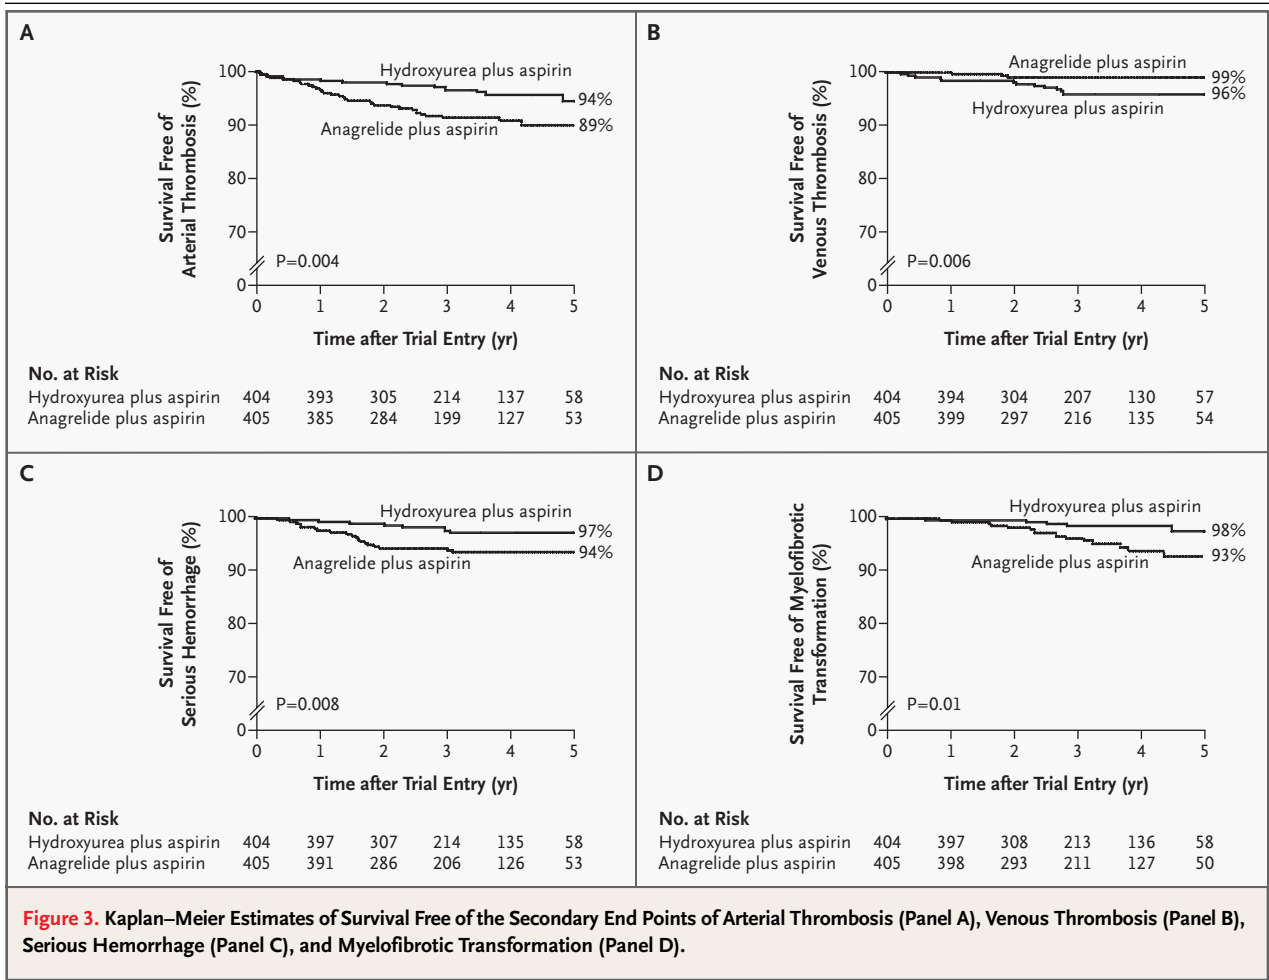 A
Survival Free of
Arterial Thrombosis (%)
100
90
80
70
0
Hydroxyurea plus aspirin
94%
Anagrelide plus aspirin
89%
P=0.004
0 1 2 3 4 5
Time after Trial Entry (yr)
No. at Risk
Hydroxyurea plus aspirin 404 393 305 214 137 58
Anagrelide plus aspirin 405 385 284 199 127 53
B
Survival Free of
Venous Thrombosis (%)
100
90
80
70
0
Anagrelide plus aspirin
99%
96%
Hydroxyurea plus aspirin
P=0.006
0 1 2 3 4 5
Time after Trial Entry (yr)
No. at Risk
Hydroxyurea plus aspirin 404 394 304 207 130 57
Anagrelide plus aspirin 405 399 297 216 135 54
C
Survival Free of
Serious Hemorrhage (%)
100
90
80
70
0
Hydroxyurea plus aspirin
97%
94%
Anagrelide plus aspirin
P=0.008
0 1 2 3 4 5
Time after Trial Entry (yr)
No. at Risk
Hydroxyurea plus aspirin 404 397 307 214 135 58
Anagrelide plus aspirin 405 391 286 206 126 53
D
Survival Free of Myelofibrotic
Transformation (%)
100
90
80
70
0
Hydroxyurea plus aspirin
98%
93%
Anagrelide plus aspirin
P=0.01
0 1 2 3 4 5
Time after Trial Entry (yr)
No. at Risk
Hydroxyurea plus aspirin 404 397 308 213 136 58
Anagrelide plus aspirin 405 398 293 211 127 50
Figure 3. Kaplan–Meier Estimates of Survival Free of the Secondary End Points of Arterial Thrombosis (Panel A), Venous Thrombosis (Panel B),
Serious Hemorrhage (Panel C), and Myelofibrotic Transformation (Panel D).